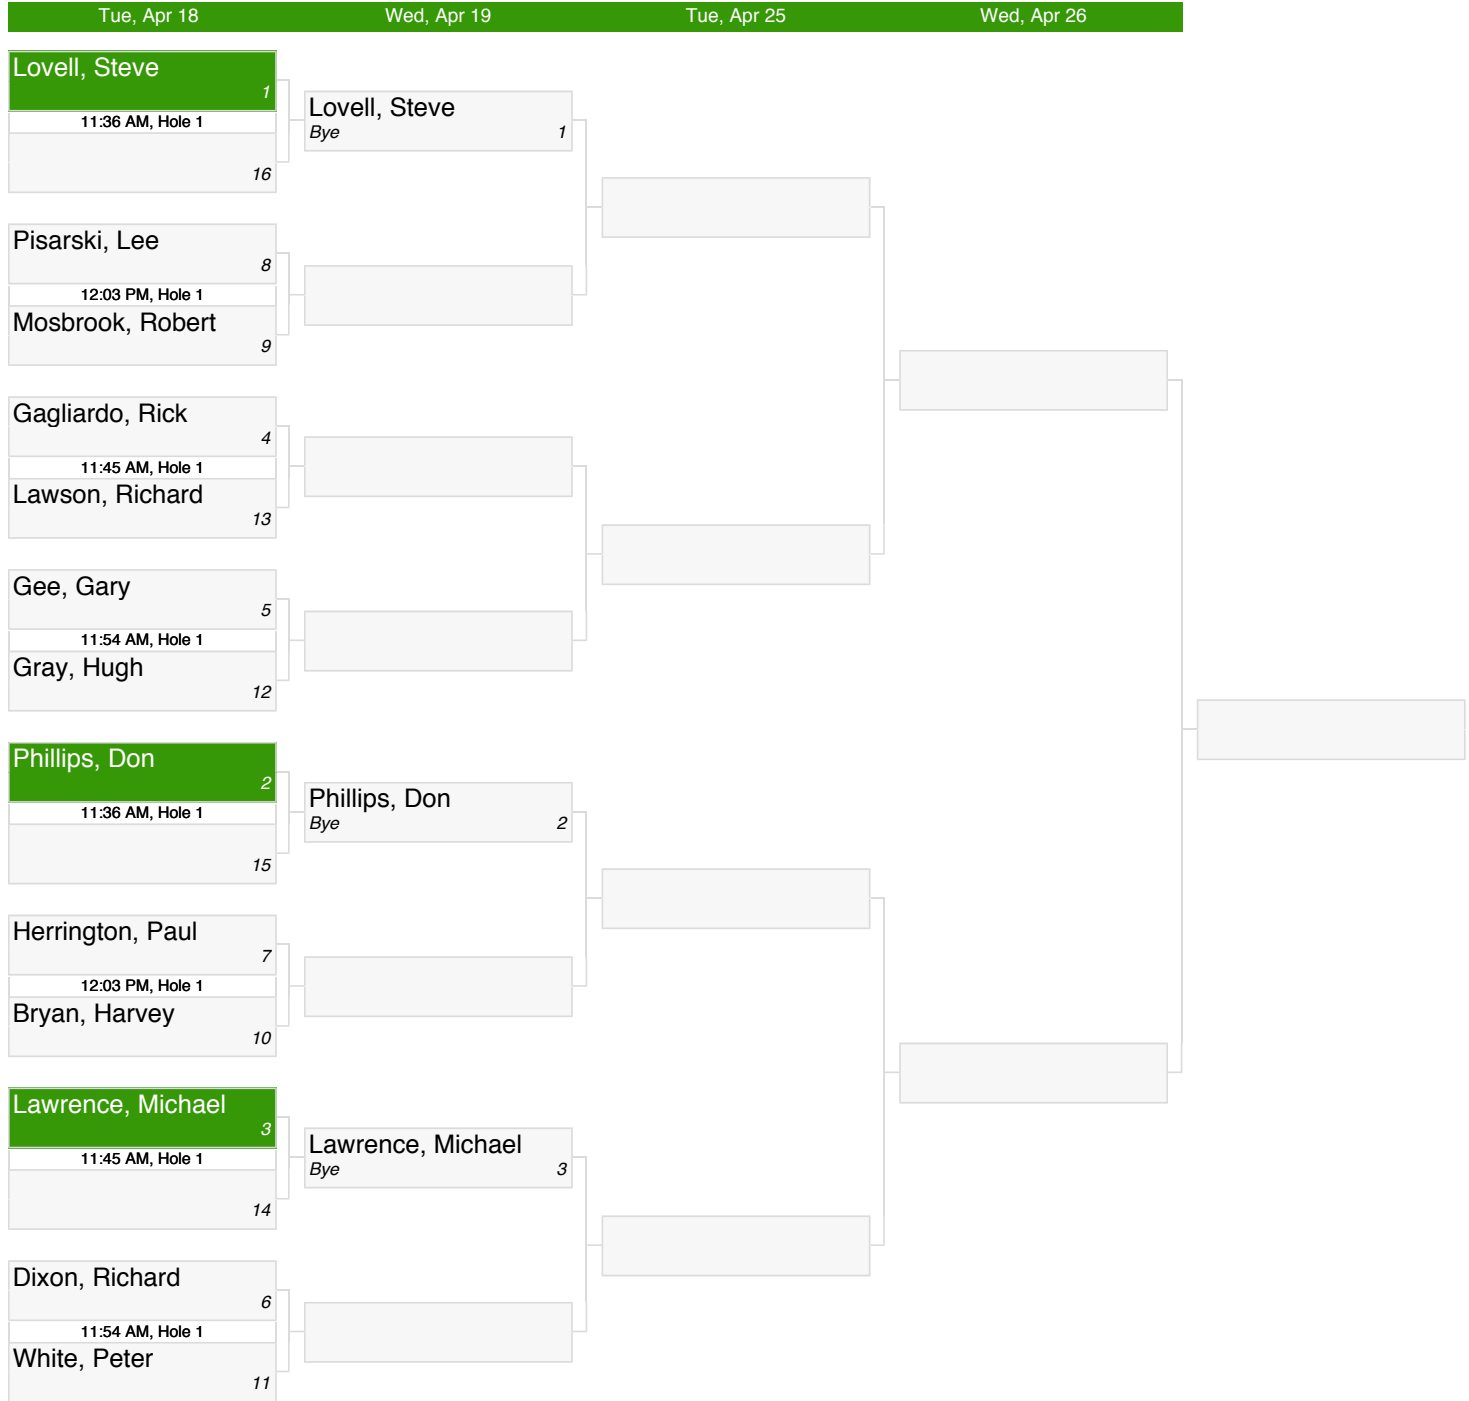 Tue, Apr 18 Wed, Apr 19 Tue, Apr 25 Wed, Apr 26
Lovell, Steve
1
11:36 AM, Hole 1
16
Lovell, Steve
Bye 1
Pisarski, Lee
8
12:03 PM, Hole 1
Mosbrook, Robert
9
Gagliardo, Rick
4
11:45 AM, Hole 1
Lawson, Richard
13
Gee, Gary
5
11:54 AM, Hole 1
Gray, Hugh
12
Phillips, Don
2
11:36 AM, Hole 1
15
Phillips, Don
Bye 2
Herrington, Paul
7
12:03 PM, Hole 1
Bryan, Harvey
10
Lawrence, Michael
3
11:45 AM, Hole 1
14
Lawrence, Michael
Bye 3
Dixon, Richard
6
11:54 AM, Hole 1
White, Peter
11